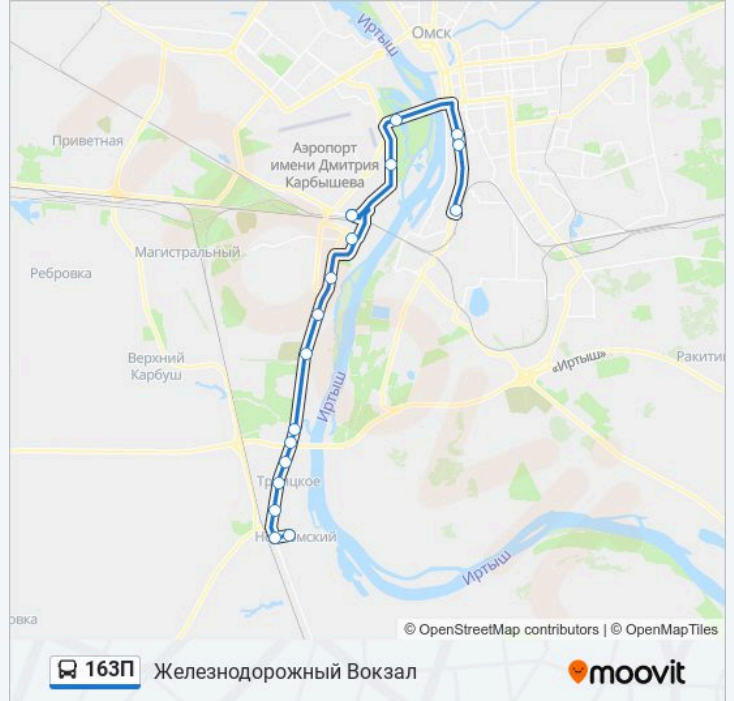 Иртыш
Омск
Приветная
Аэропорт
имени Дмитрия
Карбышева
Магистральный
Ребровка
Верхний
Карбуш
«Иртыш»
Ракити
Иртыш
Иртыш
овка
© OpenStreetMap contributors | © OpenMapTiles
163П Железнодорожный Вокзал
moovit